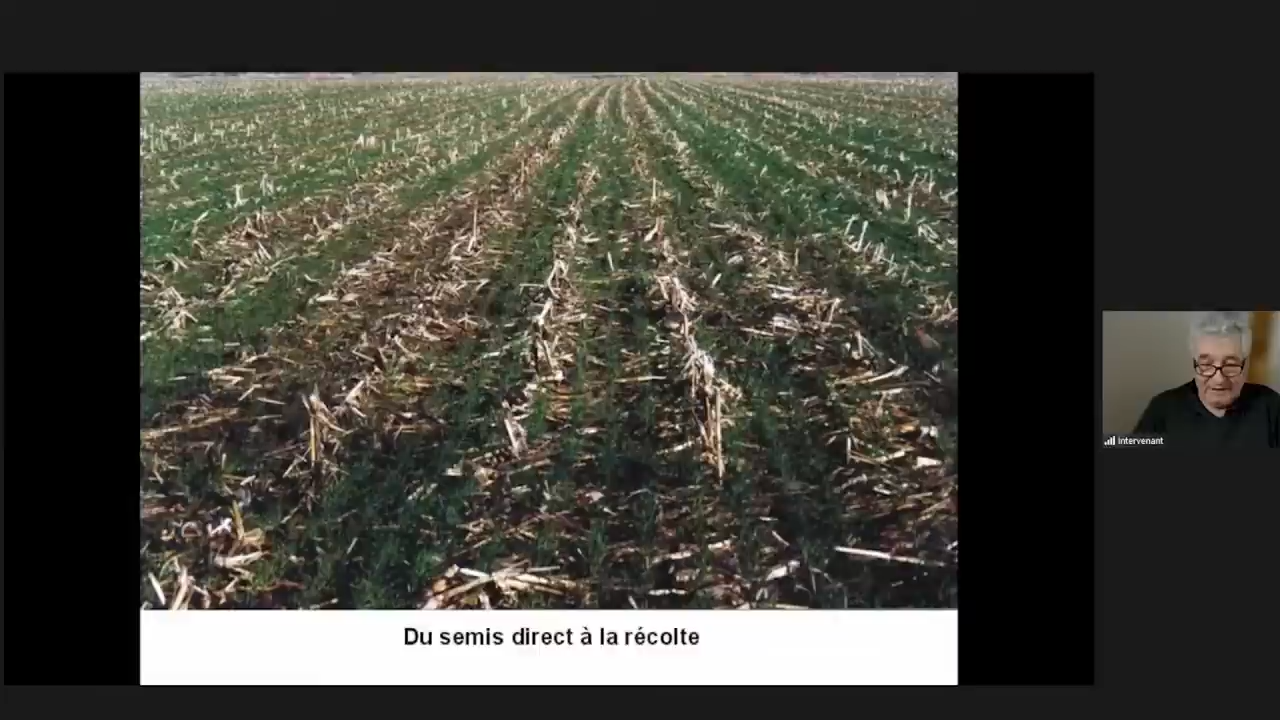 Du semis direct à la récolte
Intervenant